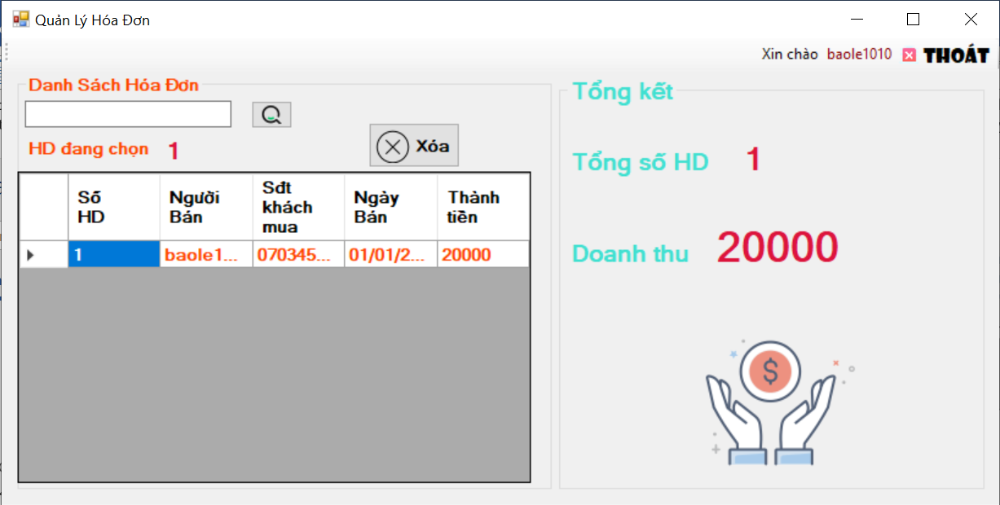 Quản Lý Hóa Đơn
Xin chào baole1010 THOÁT
Danh Sách Hóa Đơn
HD đang chọn 1
Xóa
Số HD
Người Bán
Sđt khách mua
Ngày Bán
Thành tiền
1 baole1... 070345... 01/01/2... 20000
Tổng kết
Tổng số HD 1
Doanh thu 20000
$